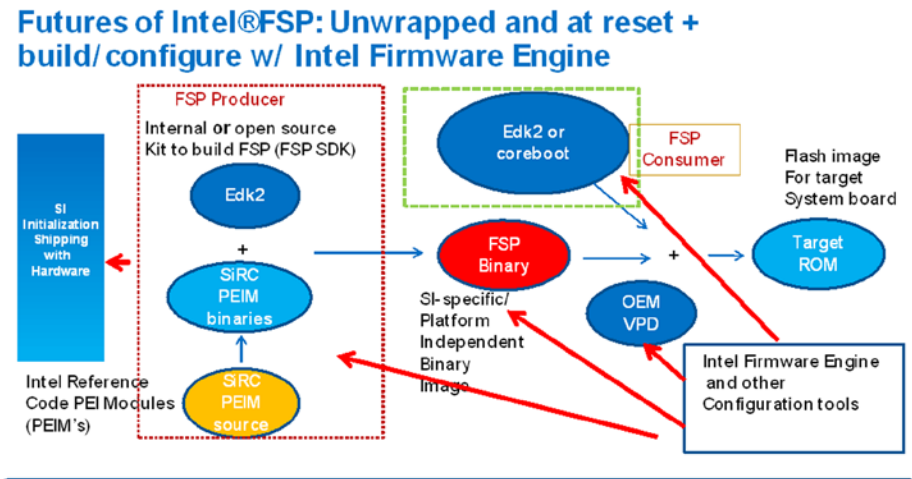 Futures of Intel®FSP: Unwrapped and at reset +
build/configure w/ Intel Firmware Engine
FSP Producer
Internal or open source
Kit to build FSP (FSP SDK)
Edk2
+
SiRC
PEIM
binaries
SiRC
PEIM
source
SI
Initialization
Shipping
with
Hardware
Intel Reference
Code PEI Modules
(PEIM's)
Edk2 or
coreboot
FSP
Consumer
FSP
Binary
SI-specific/
Platform
Independent
Binary
Image
+
OEM
VPD
Flash image
For target
System board
Target
ROM
Intel Firmware Engine
and other
Configuration tools